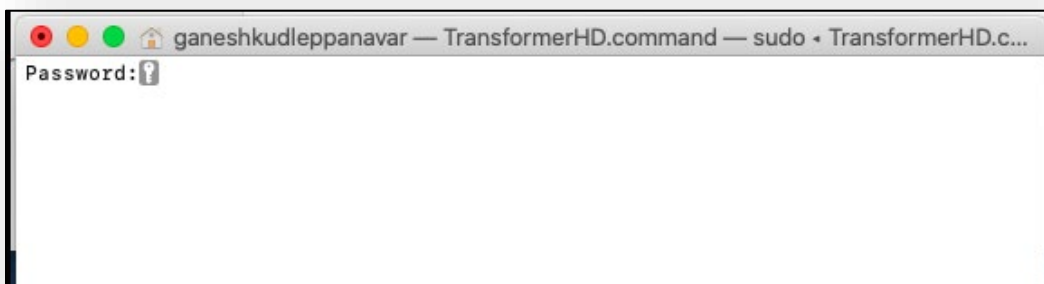 ganeshkudleppanavar — TransformerHD.command — sudo ◂ TransformerHD.c...
Password: